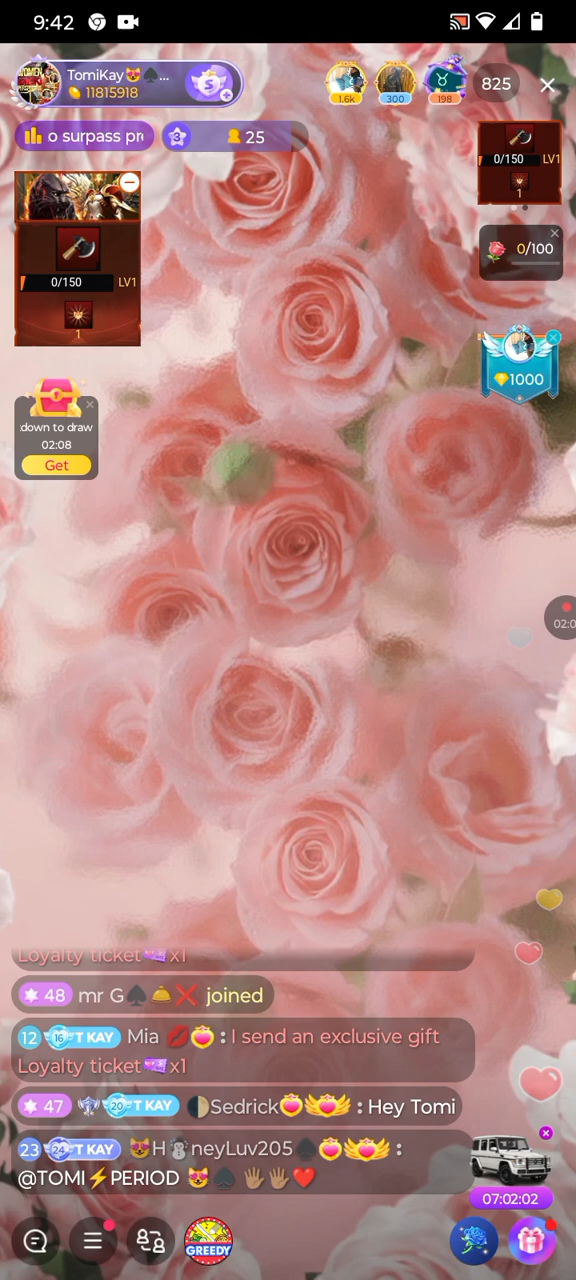 9:42
TomiKay😻♠️...
11815918
S
1.6k
300
198
825
o surpass pr
3
25
0/150 LV1
1
0/150 LV1
1
0/100
1000
down to draw
02:08
Get
02:0
Loyalty ticket x1
48 mr G♠️🛎️❌ joined
12 16 T KAY Mia 💋 : I send an exclusive gift
Loyalty ticket x1
47 20 T KAY 🌓Sedrick : Hey Tomi
23 24 T KAY 😻H☃️neyLuv205♠️ :
@TOMI⚡PERIOD 😻♠️ 🖐🏽🖐🏽❤️
07:02:02
GREEDY